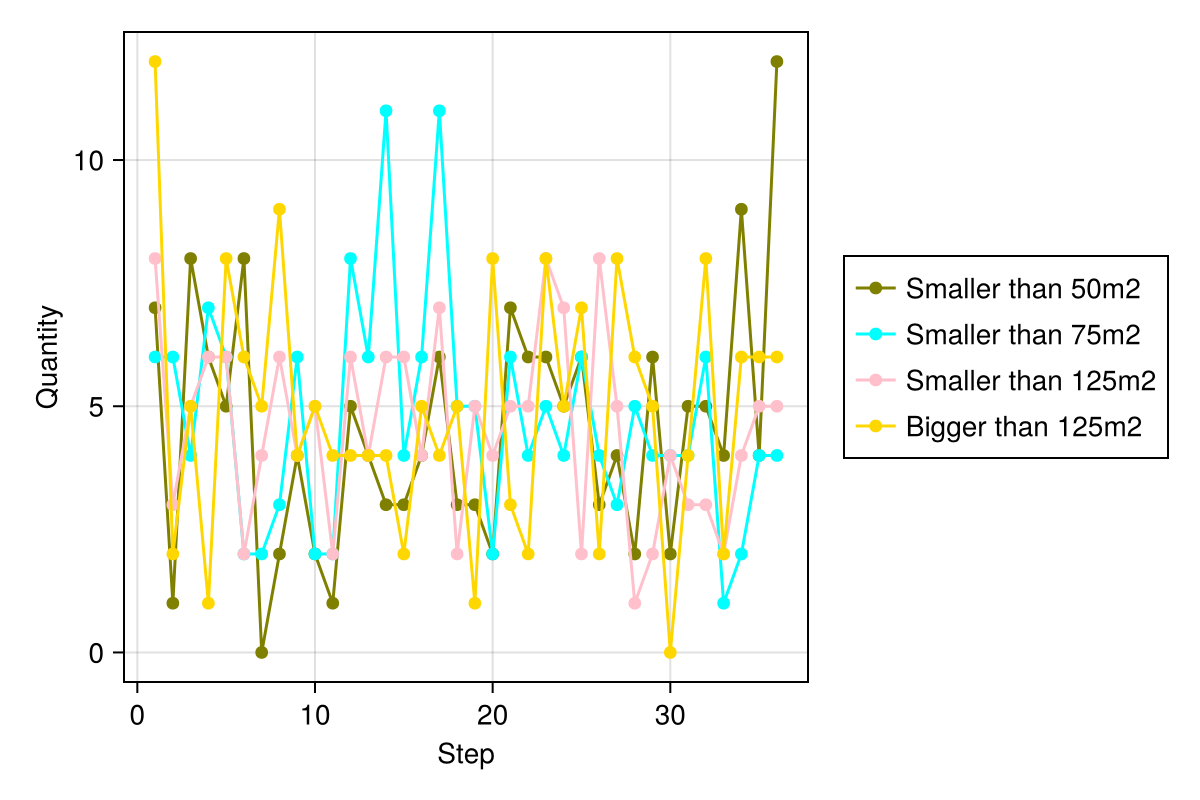 Quantity
10
5
0
0
10
20
30
Step
Smaller than 50m2
Smaller than 75m2
Smaller than 125m2
Bigger than 125m2